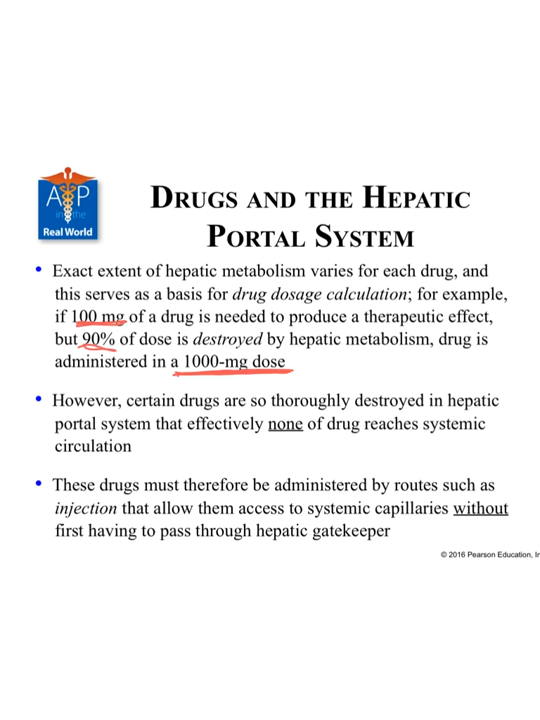 A&P
in the
Real World
DRUGS AND THE HEPATIC
PORTAL SYSTEM
• Exact extent of hepatic metabolism varies for each drug, and
this serves as a basis for drug dosage calculation; for example,
if 100 mg of a drug is needed to produce a therapeutic effect,
but 90% of dose is destroyed by hepatic metabolism, drug is
administered in a 1000-mg dose
• However, certain drugs are so thoroughly destroyed in hepatic
portal system that effectively none of drug reaches systemic
circulation
• These drugs must therefore be administered by routes such as
injection that allow them access to systemic capillaries without
first having to pass through hepatic gatekeeper
© 2016 Pearson Education, Ir